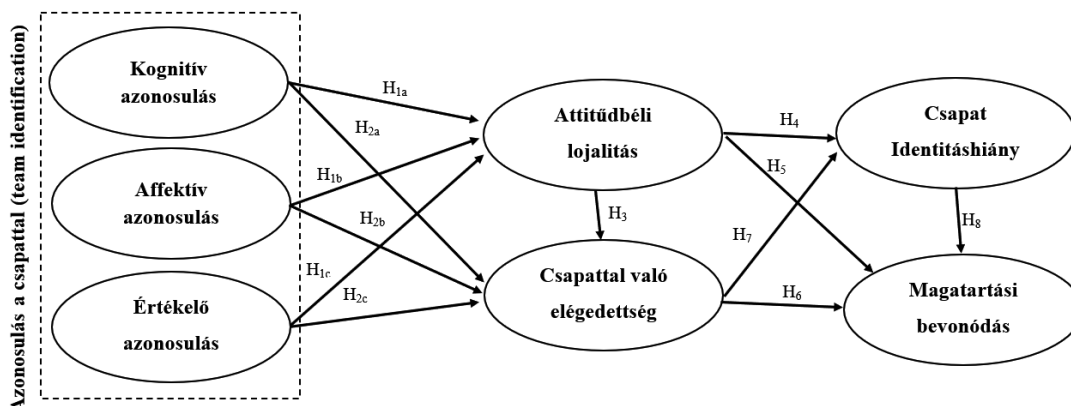 Azonosulás a csapattal (team identification)
Kognitív
azonosulás
Affektív
azonosulás
Értékelő
azonosulás
H1a
H2a
H1b
H2b
H1c
H2c
Attitűdbéli
lojalitás
H3
Csapattal való
elégedettség
H4
H5
H7
H6
Csapat
Identitáshiány
H8
Magatartási
bevonódás